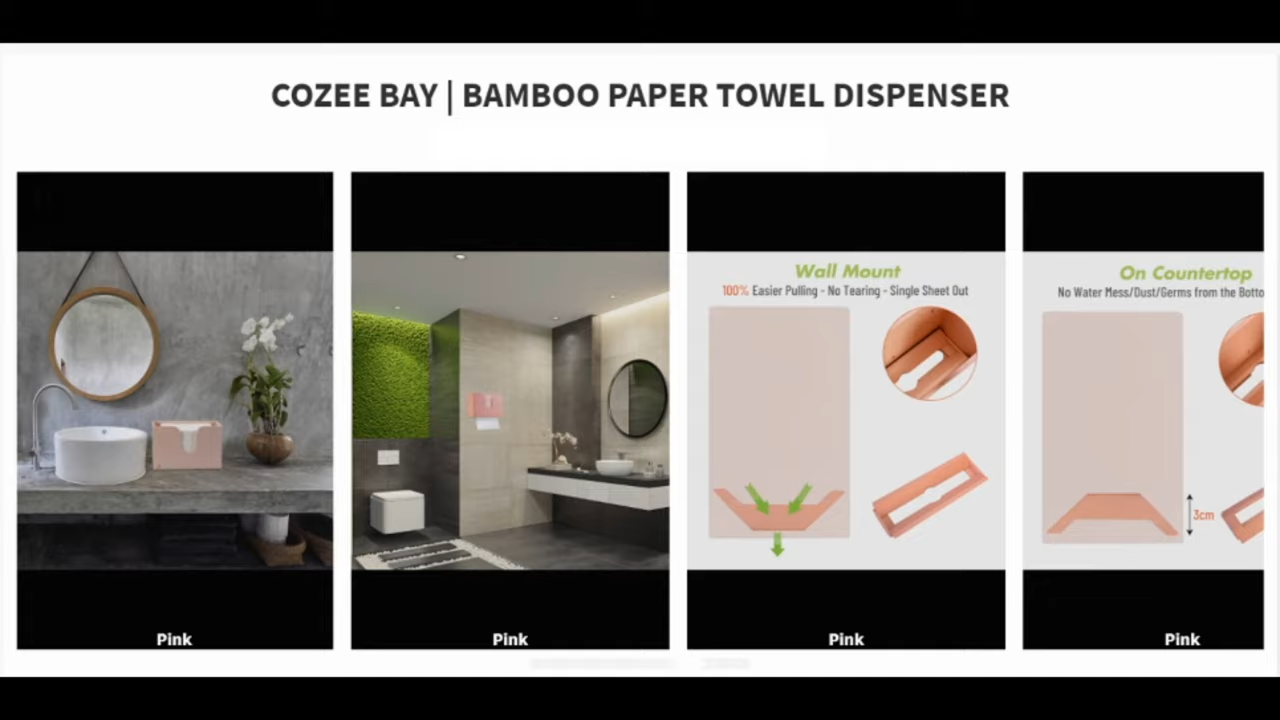 COZEE BAY | BAMBOO PAPER TOWEL DISPENSER
Wall Mount
100% Easier Pulling - No Tearing - Single Sheet Out
On Countertop
No Water Mess/Dust/Germs from the Botto
3cm
Pink
Pink
Pink
Pink